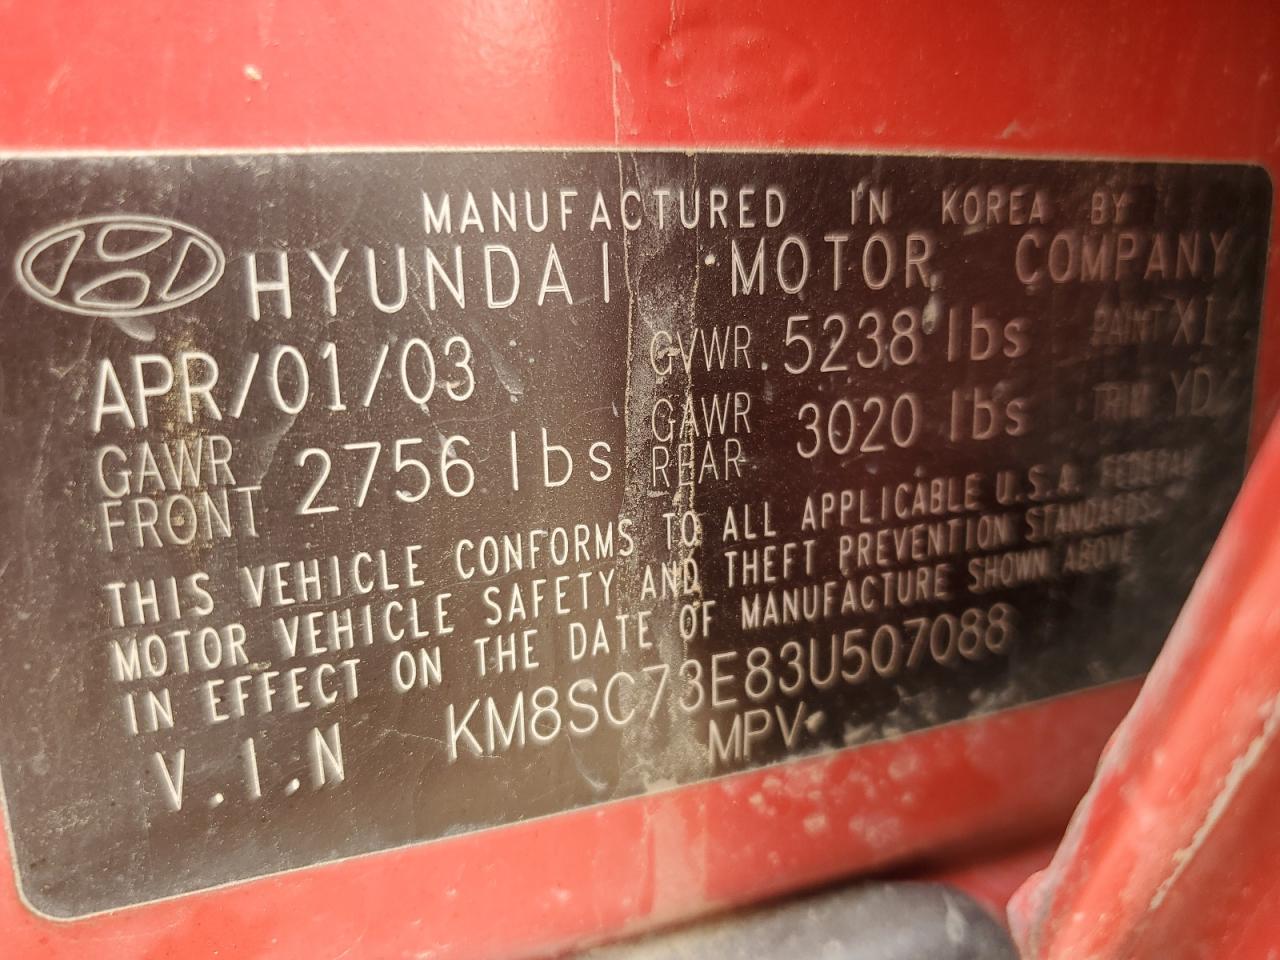 MANUFACTURED IN KOREA BY
HYUNDAI MOTOR COMPANY
APR/01/03 GVWR 5238 lbs PAINT XI
GAWR FRONT 2756 lbs GAWR REAR 3020 lbs TRIM YD
THIS VEHICLE CONFORMS TO ALL APPLICABLE U.S.A. FEDERAL
MOTOR VEHICLE SAFETY AND THEFT PREVENTION STANDARDS
IN EFFECT ON THE DATE OF MANUFACTURE SHOWN ABOVE
V.I.N KM8SC73E83U507088
MPV